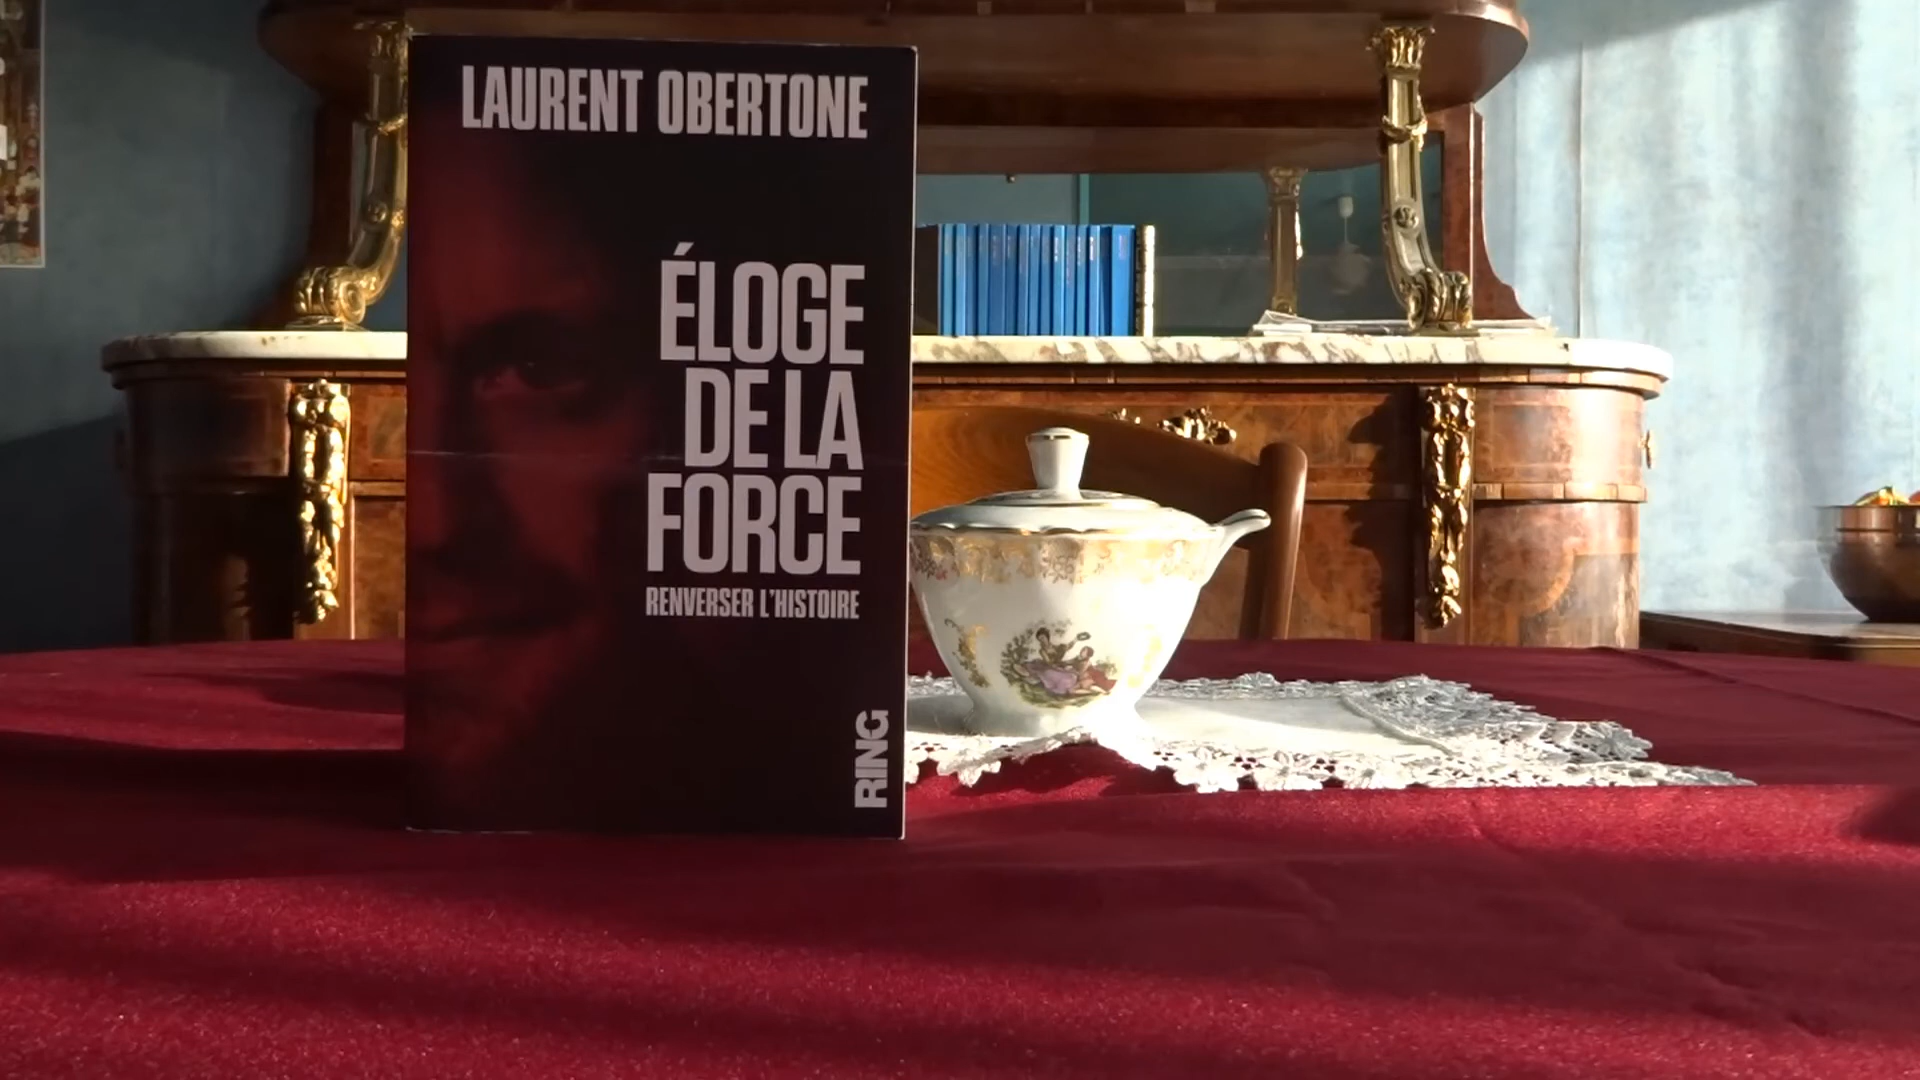 LAURENT OBERTONE
ÉLOGE
DE LA
FORCE
RENVERSER L'HISTOIRE
RING